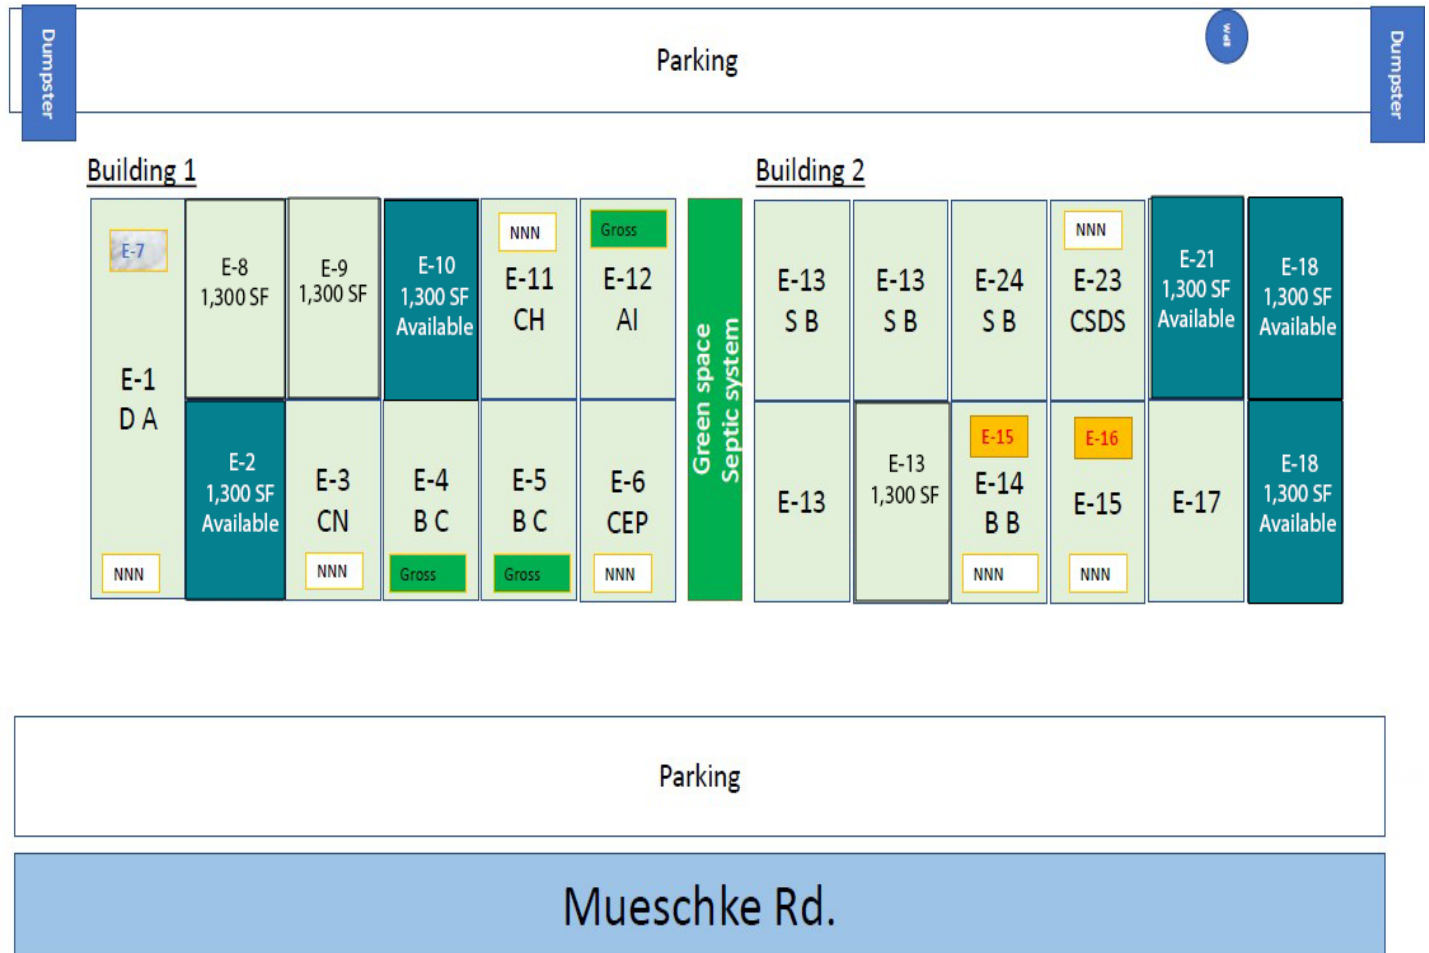 Dumpster
Parking
Well
Dumpster
Building 1
E-7
E-1
D A
NNN
E-8
1,300 SF
E-9
1,300 SF
E-10
1,300 SF
Available
NNN
E-11
CH
Gross
E-12
AI
E-2
1,300 SF
Available
E-3
CN
NNN
E-4
B C
Gross
E-5
B C
Gross
E-6
CEP
NNN
Green space
Septic system
Building 2
E-13
S B
E-13
S B
E-24
S B
NNN
E-23
CSDS
E-21
1,300 SF
Available
E-18
1,300 SF
Available
E-13
E-13
1,300 SF
E-15
E-14
B B
NNN
E-16
E-15
NNN
E-17
E-18
1,300 SF
Available
Parking
Mueschke Rd.